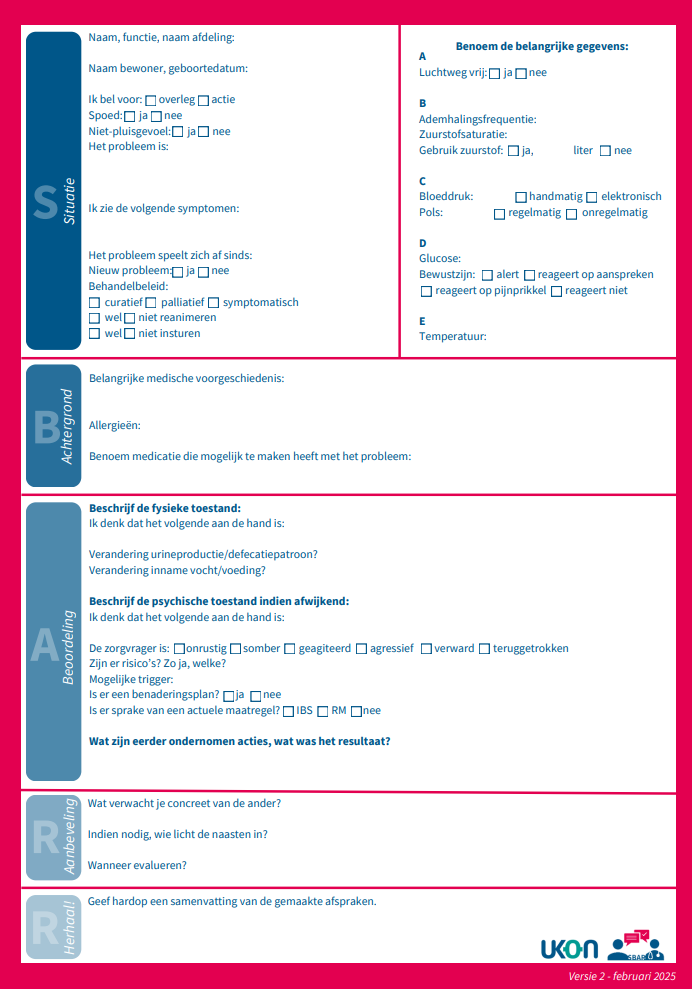 S
Situatie
Naam, functie, naam afdeling:
Naam bewoner, geboortedatum:
Ik bel voor: overleg actie
Spoed: ja nee
Niet-pluisgevoel: ja nee
Het probleem is:
Ik zie de volgende symptomen:
Het probleem speelt zich af sinds:
Nieuw probleem: ja nee
Behandelbeleid:
curatief palliatief symptomatisch
wel niet reanimeren
wel niet insturen
Benoem de belangrijke gegevens:
A
Luchtweg vrij: ja nee
B
Ademhalingsfrequentie:
Zuurstofsaturatie:
Gebruik zuurstof: ja, liter nee
C
Bloeddruk: handmatig elektronisch
Pols: regelmatig onregelmatig
D
Glucose:
Bewustzijn: alert reageert op aanspreken
reageert op pijnprikkel reageert niet
E
Temperatuur:
B
Achtergrond
Belangrijke medische voorgeschiedenis:
Allergieën:
Benoem medicatie die mogelijk te maken heeft met het probleem:
A
Beoordeling
Beschrijf de fysieke toestand:
Ik denk dat het volgende aan de hand is:
Verandering urineproductie/defecatiepatroon?
Verandering inname vocht/voeding?
Beschrijf de psychische toestand indien afwijkend:
Ik denk dat het volgende aan de hand is:
De zorgvrager is: onrustig somber geagiteerd agressief verward teruggetrokken
Zijn er risico's? Zo ja, welke?
Mogelijke trigger:
Is er een benaderingsplan? ja nee
Is er sprake van een actuele maatregel? IBS RM nee
Wat zijn eerder ondernomen acties, wat was het resultaat?
R
Aanbeveling
Wat verwacht je concreet van de ander?
Indien nodig, wie licht de naasten in?
Wanneer evalueren?
R
Herhaal!
Geef hardop een samenvatting van de gemaakte afspraken.
UKON
SBAR
Versie 2 - februari 2025